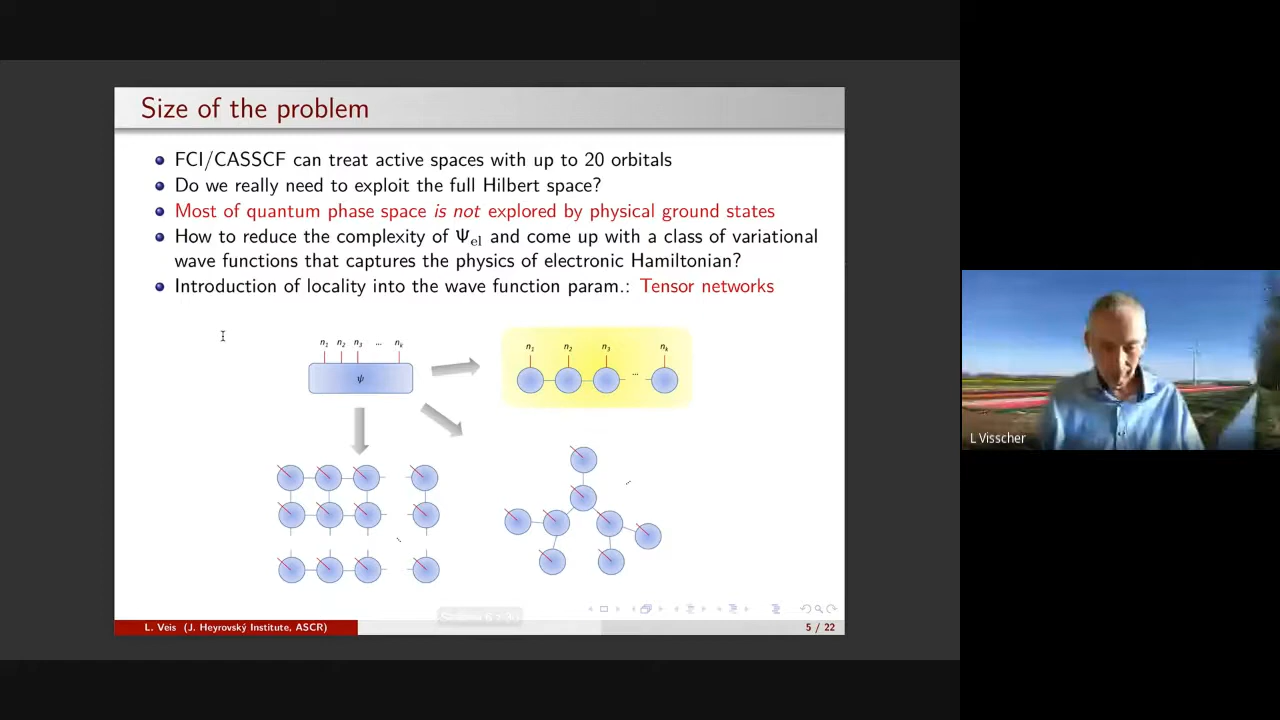 Size of the problem
FCI/CASSCF can treat active spaces with up to 20 orbitals
Do we really need to exploit the full Hilbert space?
Most of quantum phase space is not explored by physical ground states
How to reduce the complexity of Ψel and come up with a class of variational
wave functions that captures the physics of electronic Hamiltonian?
Introduction of locality into the wave function param.: Tensor networks
n1 n2 n3 ... nk
ψ
n1 n2 n3 nk
...
L Visscher
L. Veis (J. Heyrovský Institute, ASCR)
5 / 22